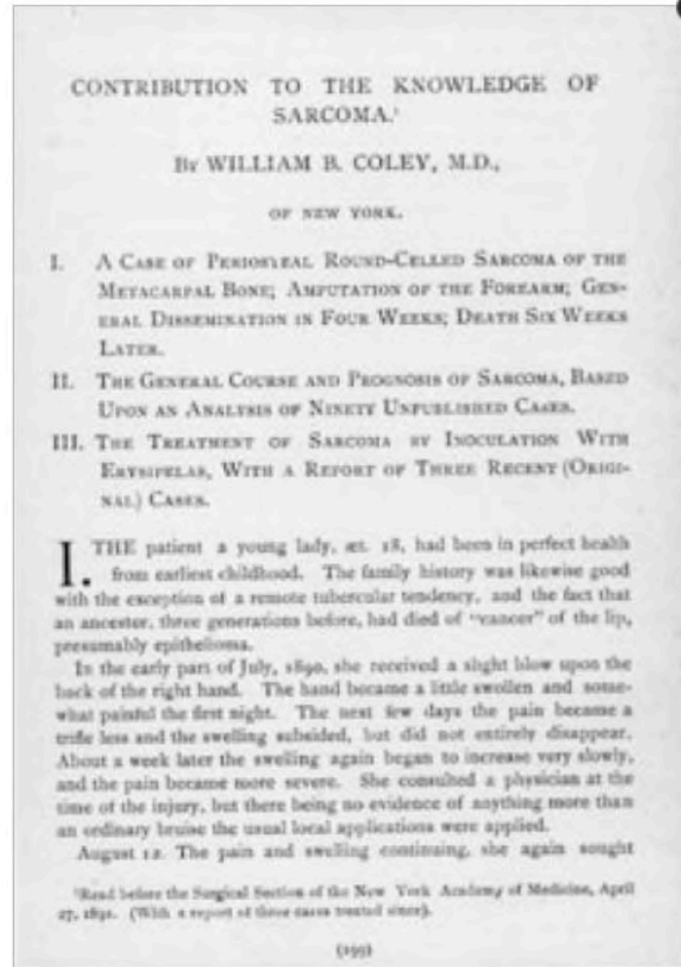 CONTRIBUTION TO THE KNOWLEDGE OF
SARCOMA.¹
BY WILLIAM B. COLEY, M.D.,
OF NEW YORK.
I. A CASE OF PERIOSTEAL ROUND-CELLED SARCOMA OF THE
METACARPAL BONE; AMPUTATION OF THE FOREARM; GEN-
ERAL DISSEMINATION IN FOUR WEEKS; DEATH SIX WEEKS
LATER.
II. THE GENERAL COURSE AND PROGNOSIS OF SARCOMA, BASED
UPON AN ANALYSIS OF NINETY UNPUBLISHED CASES.
III. THE TREATMENT OF SARCOMA BY INOCULATION WITH
ERYSIPELAS, WITH A REPORT OF THREE RECENT (ORIGI-
NAL) CASES.
I. THE patient a young lady, æt. 18, had been in perfect health
from earliest childhood. The family history was likewise good
with the exception of a remote tubercular tendency, and the fact that
an ancestor, three generations before, had died of "cancer" of the lip,
presumably epithelioma.
In the early part of July, 1890, she received a slight blow upon the
back of the right hand. The hand became a little swollen and some-
what painful the first night. The next few days the pain became a
trifle less and the swelling subsided, but did not entirely disappear.
About a week later the swelling again began to increase very slowly,
and the pain became more severe. She consulted a physician at the
time of the injury, but there being no evidence of anything more than
an ordinary bruise the usual local applications were applied.
August 12. The pain and swelling continuing, she again sought
¹Read before the Surgical Section of the New York Academy of Medicine, April
27, 1891. (With a report of three cases treated since).
(199)